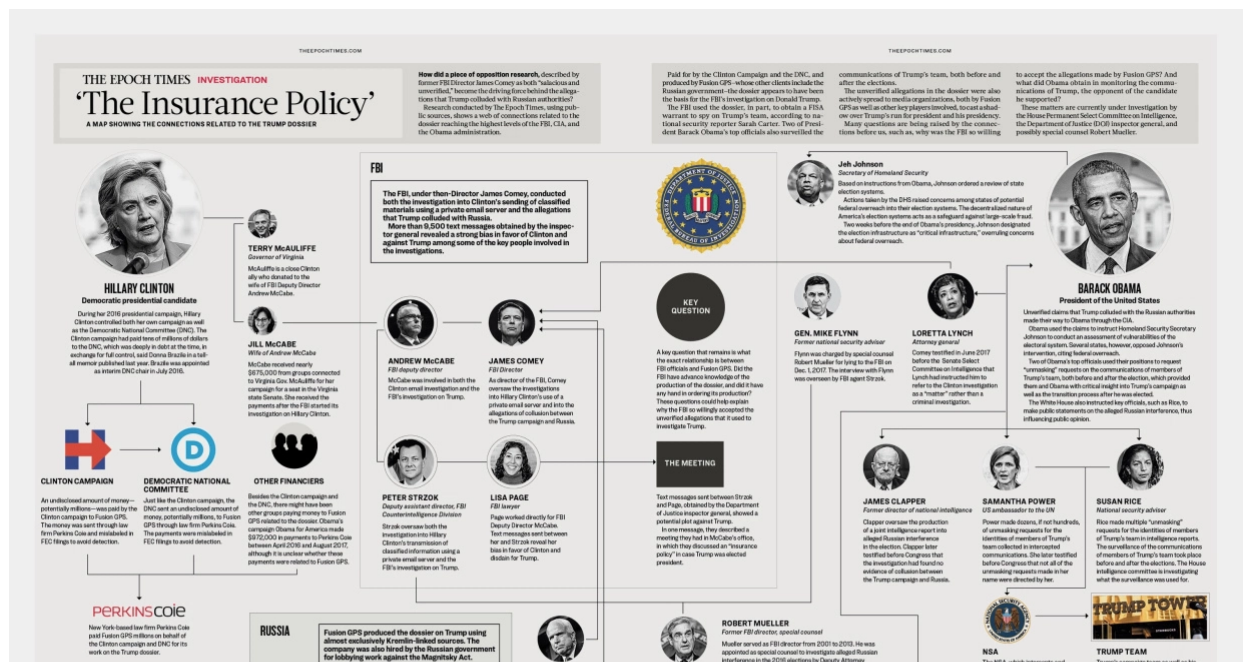 THEEPOCHTIMES.COM
THEEPOCHTIMES.COM
THE EPOCH TIMES INVESTIGATION
'The Insurance Policy'
A MAP SHOWING THE CONNECTIONS RELATED TO THE TRUMP DOSSIER
How did a piece of opposition research, described by
former FBI Director James Comey as both "salacious and
unverified," become the driving force behind the allega-
tions that Trump colluded with Russian authorities?
Research conducted by The Epoch Times, using pub-
lic sources, shows a web of connections related to the
dossier reaching the highest levels of the FBI, CIA, and
the Obama administration.
Paid for by the Clinton Campaign and the DNC, and
produced by Fusion GPS–whose other clients include the
Russian government–the dossier appears to have been
the basis for the FBI's investigation on Donald Trump.
The FBI used the dossier, in part, to obtain a FISA
warrant to spy on Trump's team, according to na-
tional security reporter Sarah Carter. Two of Presi-
dent Barack Obama's top officials also surveilled the
communications of Trump's team, both before and
after the elections.
The unverified allegations in the dossier were also
actively spread to media organizations, both by Fusion
GPS as well as other key players involved, to cast a shad-
ow over Trump's run for president and his presidency.
Many questions are being raised by the connec-
tions before us, such as, why was the FBI so willing
to accept the allegations made by Fusion GPS? And
what did Obama obtain in monitoring the commu-
nications of Trump, the opponent of the candidate
he supported?
These matters are currently under investigation by
the House Permanent Select Committee on Intelligence,
the Department of Justice (DOJ) inspector general, and
possibly special counsel Robert Mueller.
HILLARY CLINTON
Democratic presidential candidate
During her 2016 presidential campaign, Hillary
Clinton controlled both her own campaign as well
as the Democratic National Committee (DNC). The
Clinton campaign had paid tens of millions of dollars
to the DNC, which was deeply in debt at the time, in
exchange for full control, said Donna Brazile in a tell-
all memoir published last year. Brazile was appointed
as interim DNC chair in July 2016.
TERRY McAULIFFE
Governor of Virginia
McAuliffe is a close Clinton
ally who donated to the
wife of FBI Deputy Director
Andrew McCabe.
JILL McCABE
Wife of Andrew McCabe
McCabe received nearly
$675,000 from groups connected
to Virginia Gov. McAuliffe for her
campaign for a seat in the Virginia
state Senate. She received the
payments after the FBI started its
investigation on Hillary Clinton.
FBI
The FBI, under then-Director James Comey, conducted
both the investigation into Clinton's sending of classified
materials using a private email server and the allegations
that Trump colluded with Russia.
More than 9,500 text messages obtained by the inspec-
tor general revealed a strong bias in favor of Clinton and
against Trump among some of the key people involved in
the investigations.
DEPARTMENT OF JUSTICE
FEDERAL BUREAU OF INVESTIGATION
ANDREW McCABE
FBI deputy director
McCabe was involved in both the
Clinton email investigation and the
FBI's investigation on Trump.
JAMES COMEY
FBI Director
As director of the FBI, Comey
oversaw the investigations
into Hillary Clinton's use of a
private email server and into the
allegations of collusion between
the Trump campaign and Russia.
PETER STRZOK
Deputy assistant director, FBI
Counterintelligence Division
Strzok oversaw both the
investigation into Hillary
Clinton's transmission of
classified information using a
private email server and the
FBI's investigation on Trump.
LISA PAGE
FBI lawyer
Page worked directly for FBI
Deputy Director McCabe.
Text messages sent between
her and Strzok reveal her
bias in favor of Clinton and
disdain for Trump.
KEY
QUESTION
A key question that remains is what
the exact relationship is between
FBI officials and Fusion GPS. Did the
FBI have advance knowledge of the
production of the dossier, and did it have
any hand in ordering its production?
These questions could help explain
why the FBI so willingly accepted the
unverified allegations that it used to
investigate Trump.
THE MEETING
Text messages sent between Strzok
and Page, obtained by the Department
of Justice inspector general, showed a
potential plot against Trump.
In one message, they described a
meeting they had in McCabe's office,
in which they discussed an "insurance
policy" in case Trump was elected
president.
Jeh Johnson
Secretary of Homeland Security
Based on instructions from Obama, Johnson ordered a review of state
election systems.
Actions taken by the DHS raised concerns among states of potential
federal overreach into their election systems. The decentralized nature of
America's election systems acts as a safeguard against large-scale fraud.
Two weeks before the end of Obama's presidency, Johnson designated
the election infrastructure as "critical infrastructure," overruling concerns
about federal overreach.
GEN. MIKE FLYNN
Former national security adviser
Flynn was charged by special counsel
Robert Mueller for lying to the FBI on
Dec. 1, 2017. The interview with Flynn
was overseen by FBI agent Strzok.
LORETTA LYNCH
Attorney general
Comey testified in June 2017
before the Senate Select
Committee on Intelligence that
Lynch had instructed him to
refer to the Clinton investigation
as a "matter" rather than a
criminal investigation.
BARACK OBAMA
President of the United States
Unverified claims that Trump colluded with the Russian authorities
made their way to Obama through the CIA.
Obama used the claims to instruct Homeland Security Secretary
Johnson to conduct an assessment of vulnerabilities of the
electoral system. Several states, however, opposed Johnson's
intervention, citing federal overreach.
Two of Obama's top officials used their positions to request
"unmasking" requests on the communications of members of
Trump's team, both before and after the election, which provided
them and Obama with critical insight into Trump's campaign as
well as the transition process after he was elected.
The White House also instructed key officials, such as Rice, to
make public statements on the alleged Russian interference, thus
influencing public opinion.
CLINTON CAMPAIGN
An undisclosed amount of money—
potentially millions—was paid by the
Clinton campaign to Fusion GPS.
The money was sent through law
firm Perkins Coie and mislabeled in
FEC filings to avoid detection.
DEMOCRATIC NATIONAL
COMMITTEE
Just like the Clinton campaign, the
DNC sent an undisclosed amount of
money, potentially millions, to Fusion
GPS through law firm Perkins Coie.
The payments were mislabeled in
FEC filings to avoid detection.
OTHER FINANCIERS
Besides the Clinton campaign and
the DNC, there might have been
other groups paying money to Fusion
GPS related to the dossier. Obama's
campaign Obama for America made
$972,000 in payments to Perkins Coie
between April 2016 and August 2017,
although it is unclear whether these
payments were related to Fusion GPS.
JAMES CLAPPER
Former director of national intelligence
Clapper oversaw the production
of a joint intelligence report into
alleged Russian interference
in the election. Clapper later
testified before Congress that
the investigation had found no
evidence of collusion between
the Trump campaign and Russia.
SAMANTHA POWER
US ambassador to the UN
Power made dozens, if not hundreds,
of unmasking requests for the
identities of members of Trump's
team collected in intercepted
communications. She later testified
before Congress that not all of the
unmasking requests made in her
name were directed by her.
SUSAN RICE
National security adviser
Rice made multiple "unmasking"
requests for the identities of members
of Trump's team in intelligence reports.
The surveillance of the communications
of members of Trump's team took place
before and after the elections. The House
intelligence committee is investigating
what the surveillance was used for.
PERKINSCOIE
New York-based law firm Perkins Coie
paid Fusion GPS millions on behalf of
the Clinton campaign and DNC for its
work on the Trump dossier.
RUSSIA
Fusion GPS produced the dossier on Trump using
almost exclusively Kremlin-linked sources. The
company was also hired by the Russian government
for lobbying work against the Magnitsky Act.
ROBERT MUELLER
Former FBI director, special counsel
Mueller served as FBI director from 2001 to 2013. He was
appointed as special counsel to investigate alleged Russian
interference in the 2016 elections by Deputy Attorney
NSA
TRUMP TOWER
TRUMP TEAM